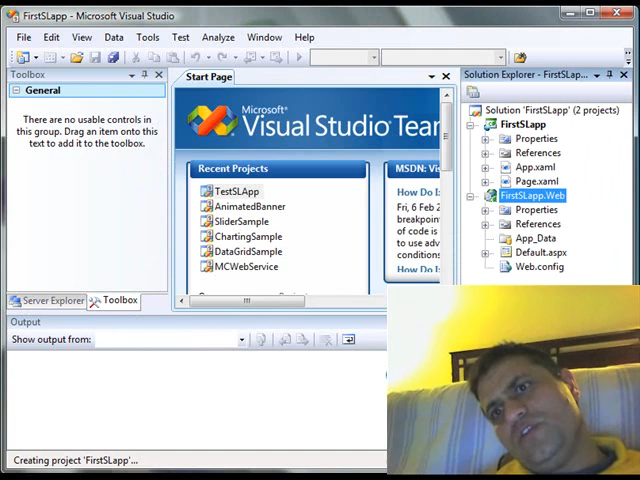 FirstSLapp - Microsoft Visual Studio
File Edit View Data Tools Test Analyze Window Help
Toolbox
General
There are no usable controls in
this group. Drag an item onto this
text to add it to the toolbox.
Server Explorer Toolbox
Start Page
Microsoft®
Visual Studio® Team
Recent Projects
TestSLApp
AnimatedBanner
SliderSample
ChartingSample
DataGridSample
MCWebService
MSDN: Vi
How Do I:
Fri, 6 Feb 2
breakpoin
of code is
to use adv
conditions
How Do I:
Solution Explorer - FirstSLap...
Solution 'FirstSLapp' (2 projects)
FirstSLapp
Properties
References
App.xaml
Page.xaml
FirstSLapp.Web
Properties
References
App_Data
Default.aspx
Web.config
Output
Show output from:
Creating project 'FirstSLapp'...